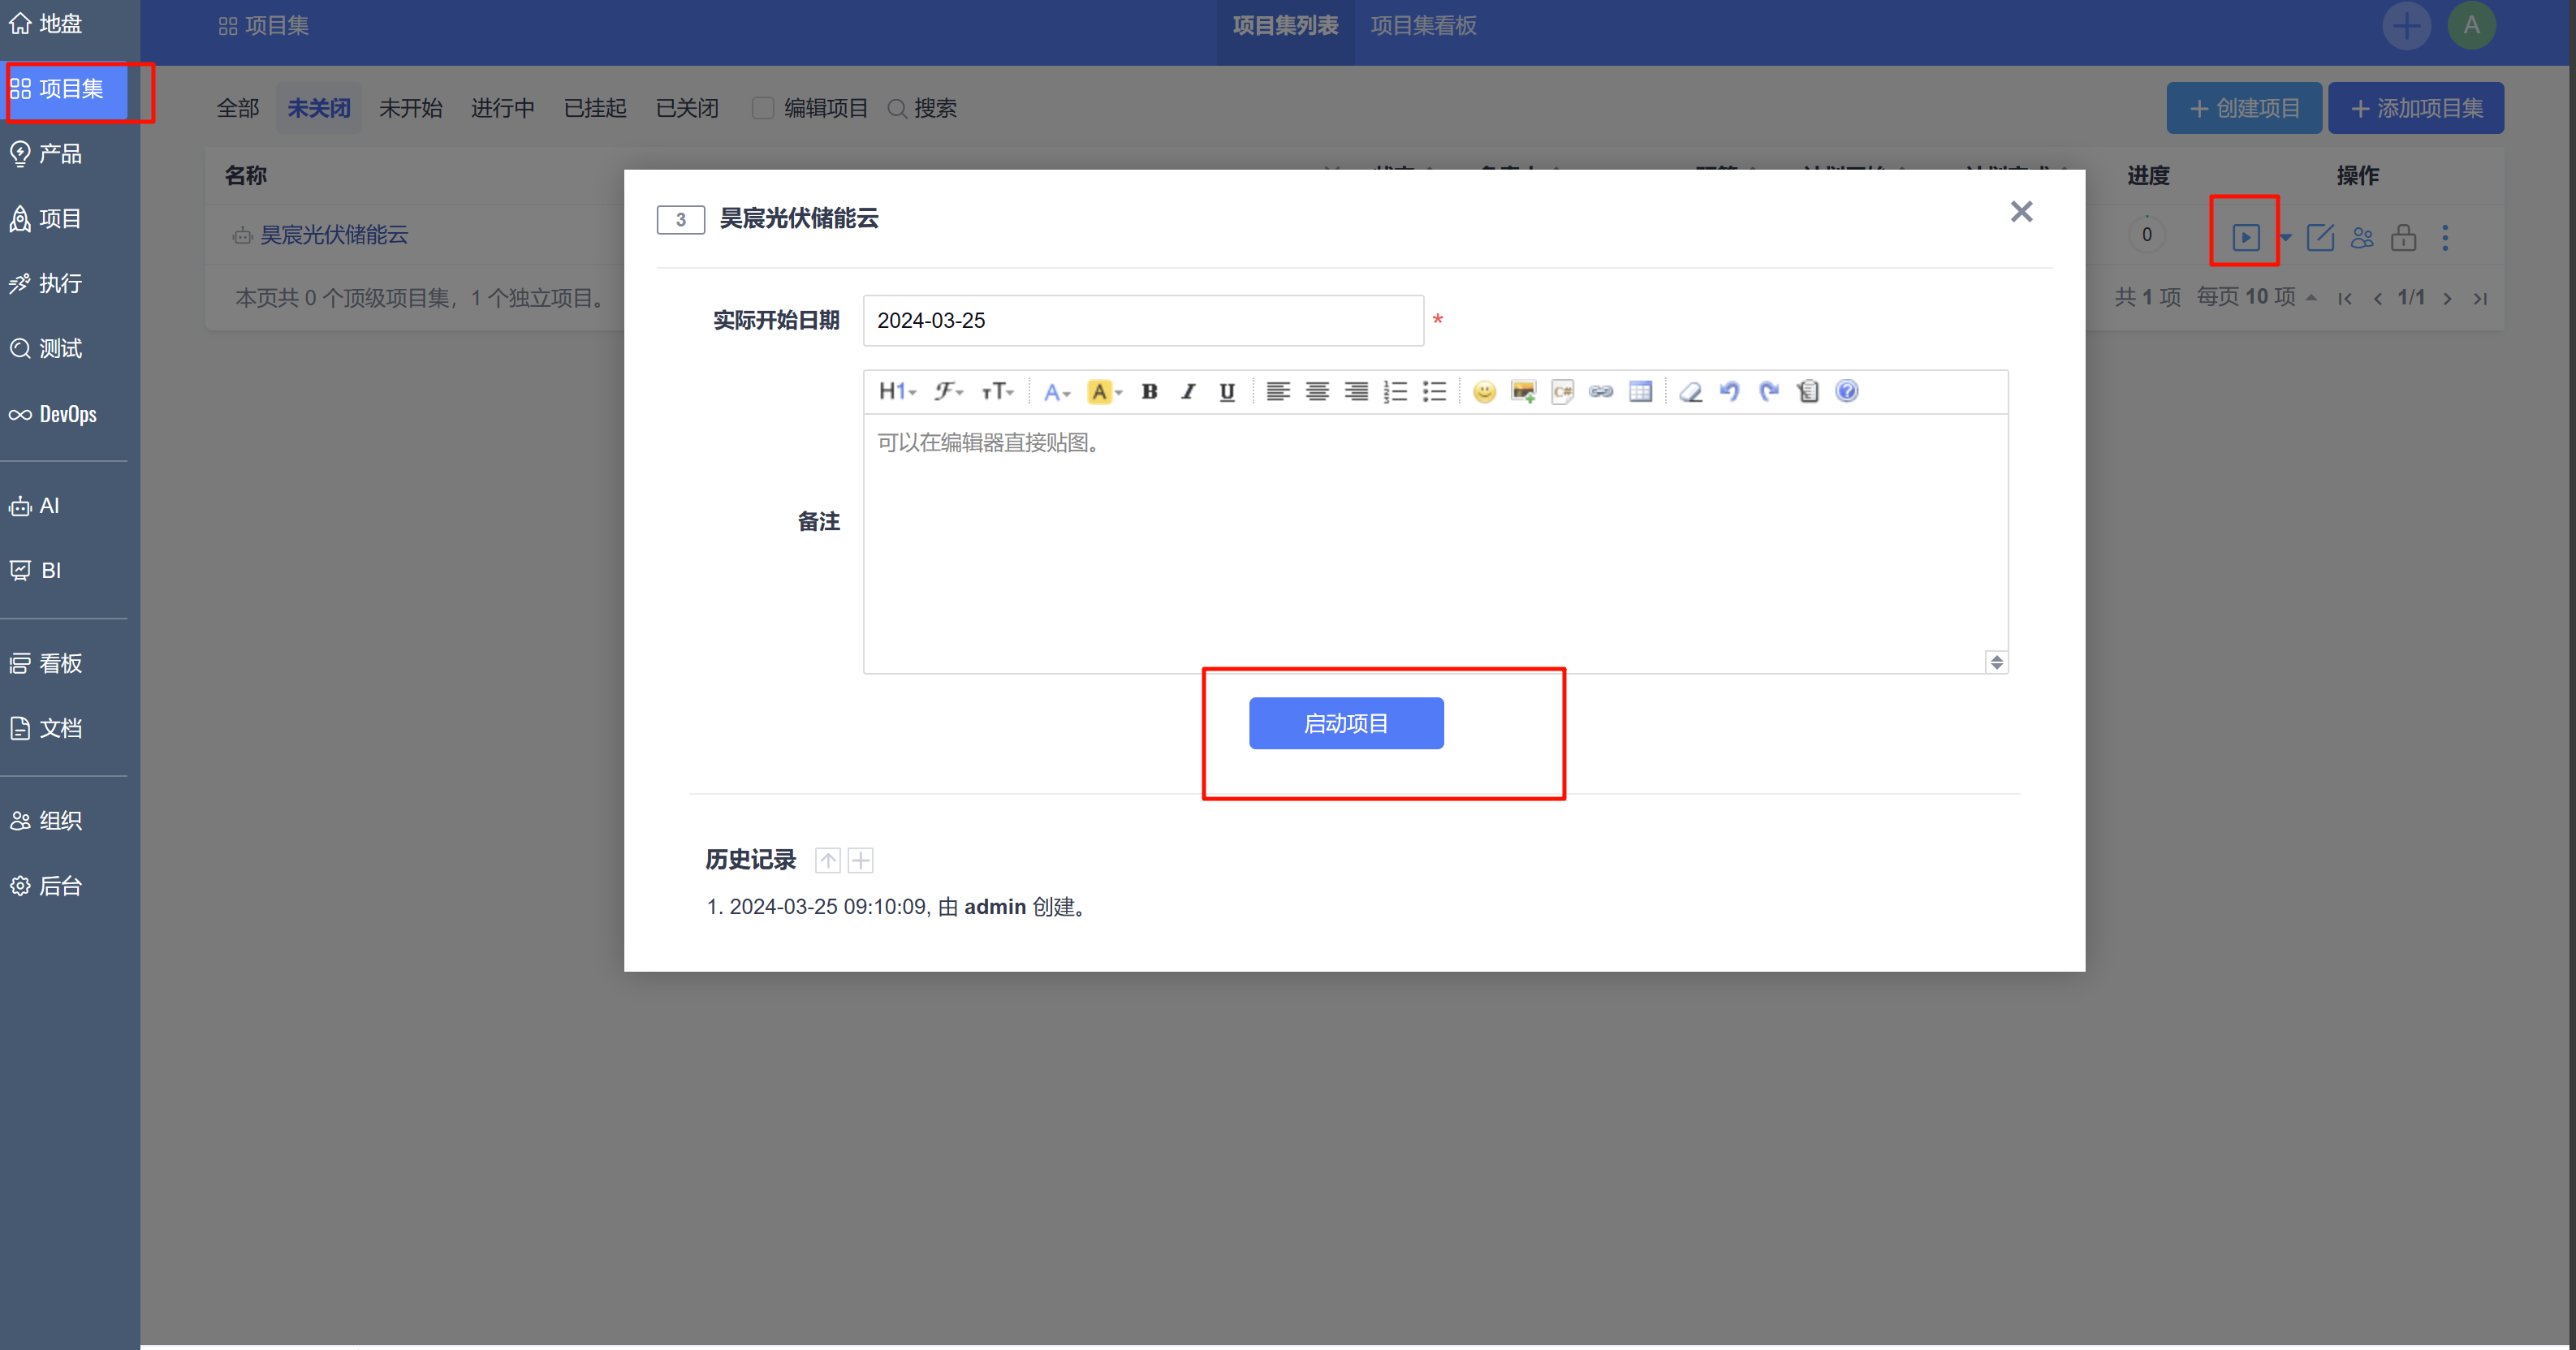 地盘
项目集
产品
项目
执行
测试
DevOps
AI
BI
看板
文档
组织
后台
项目集
项目集列表 项目集看板
A
全部 未关闭 未开始 进行中 已挂起 已关闭 编辑项目 搜索
+ 创建项目 + 添加项目集
名称 进度 操作
昊宸光伏储能云 0
本页共 0 个顶级项目集，1 个独立项目。
共 1 项 每页 10 项 1/1
3 昊宸光伏储能云
实际开始日期 2024-03-25 *
H1 F TT A A B I U
可以在编辑器直接贴图。
备注
启动项目
历史记录
1. 2024-03-25 09:10:09, 由 admin 创建。